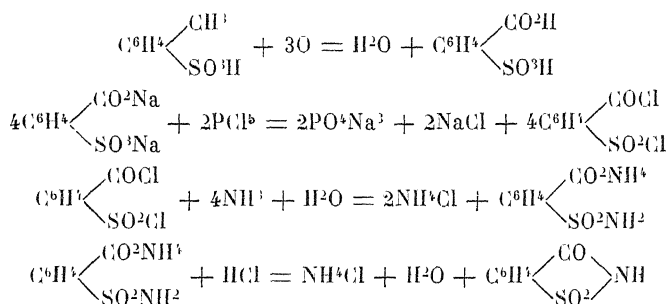 CH³ CO²H
C⁶H⁴ + 3O = H²O + C⁶H⁴
SO³H SO³H
CO²Na COCl
4C⁶H⁴ + 2PCl⁵ = 2PO⁴Na³ + 2NaCl + 4C⁶H⁴
SO³Na SO²Cl
COCl CO²NH⁴
C⁶H⁴ + 4NH³ + H²O = 2NH⁴Cl + C⁶H⁴
SO²Cl SO²NH²
CO²NH⁴ CO
C⁶H⁴ + HCl = NH⁴Cl + H²O + C⁶H⁴ NH
SO²NH² SO²